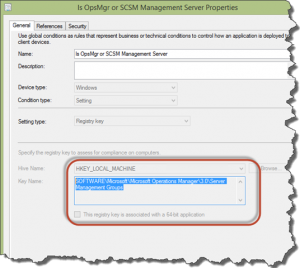 Is OpsMgr or SCSM Management Server Properties
General References Security
Use global conditions as rules that represent business or technical conditions to control how an application is deployed to
client devices.
Name: Is OpsMgr or SCSM Management Server
Description:
Device type: Windows
Condition type: Setting
Setting type: Registry key
Specify the registry key to assess for compliance on computers.
Hive Name: HKEY_LOCAL_MACHINE Browse...
Key Name: SOFTWARE\Microsoft\Microsoft Operations Manager\3.0\Server
Management Groups
This registry key is associated with a 64-bit application